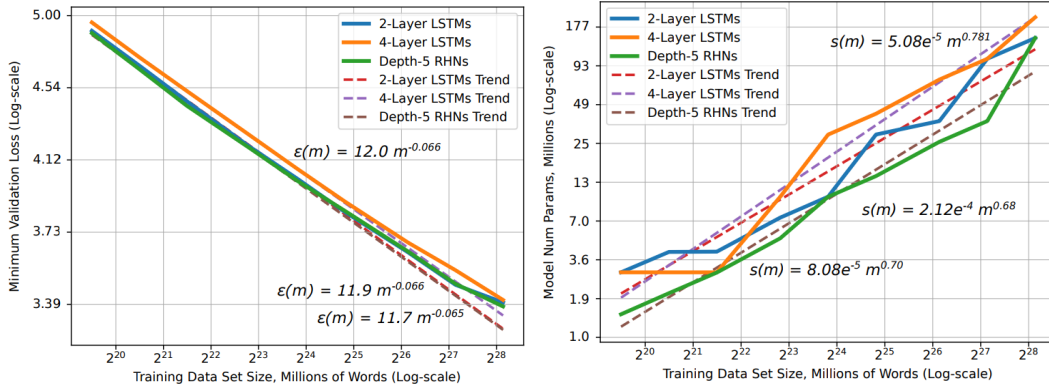 5.00
4.54
4.12
3.73
3.39
Minimum Validation Loss (Log-scale)
2-Layer LSTMs
4-Layer LSTMs
Depth-5 RHNs
2-Layer LSTMs Trend
4-Layer LSTMs Trend
Depth-5 RHNs Trend
ε(m) = 12.0 m^-0.066
ε(m) = 11.9 m^-0.066
ε(m) = 11.7 m^-0.065
2^20 2^21 2^22 2^23 2^24 2^25 2^26 2^27 2^28
Training Data Set Size, Millions of Words (Log-scale)
177
93
49
25
13
7.0
3.6
1.9
1.0
Model Num Params, Millions (Log-scale)
2-Layer LSTMs
4-Layer LSTMs
Depth-5 RHNs
2-Layer LSTMs Trend
4-Layer LSTMs Trend
Depth-5 RHNs Trend
s(m) = 5.08e^-5 m^0.781
s(m) = 2.12e^-4 m^0.68
s(m) = 8.08e^-5 m^0.70
2^20 2^21 2^22 2^23 2^24 2^25 2^26 2^27 2^28
Training Data Set Size, Millions of Words (Log-scale)